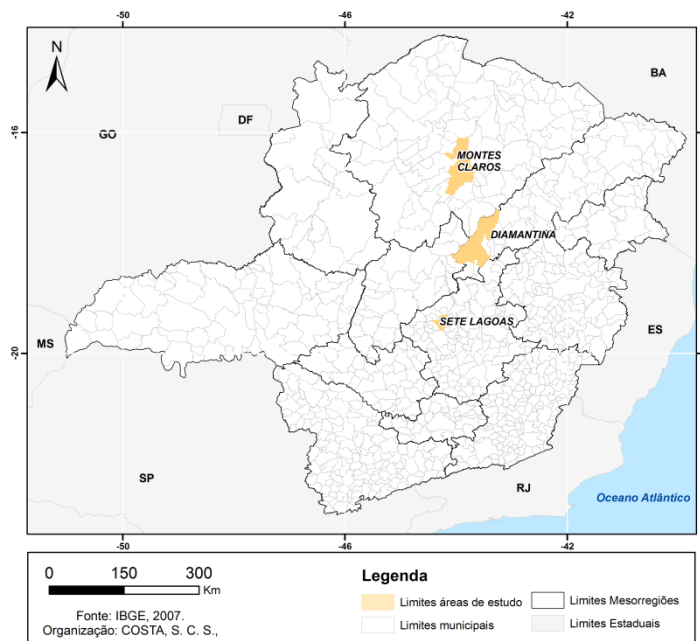 -50 -46 -42
N
BA
-16 -16
GO
DF
MONTES
CLAROS
DIAMANTINA
SETE LAGOAS
MS
ES
-20 -20
SP
RJ
Oceano Atlântico
-50 -46 -42
0 150 300
Km
Fonte: IBGE, 2007.
Organização: COSTA, S. C. S.,
Legenda
Limites áreas de estudo
Limites Mesorregiões
Limites municipais
Limites Estaduais